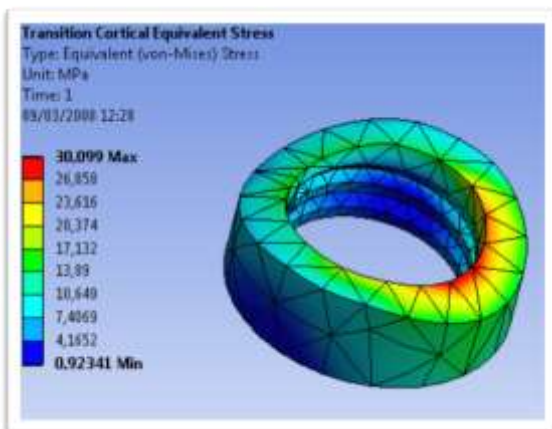 Transition Cortical Equivalent Stress
Type: Equivalent (von-Mises) Stress
Unit: MPa
Time: 1
09/03/2008 12:28
30,099 Max
26,858
23,616
20,374
17,132
13,89
10,649
7,4069
4,1652
0,92341 Min